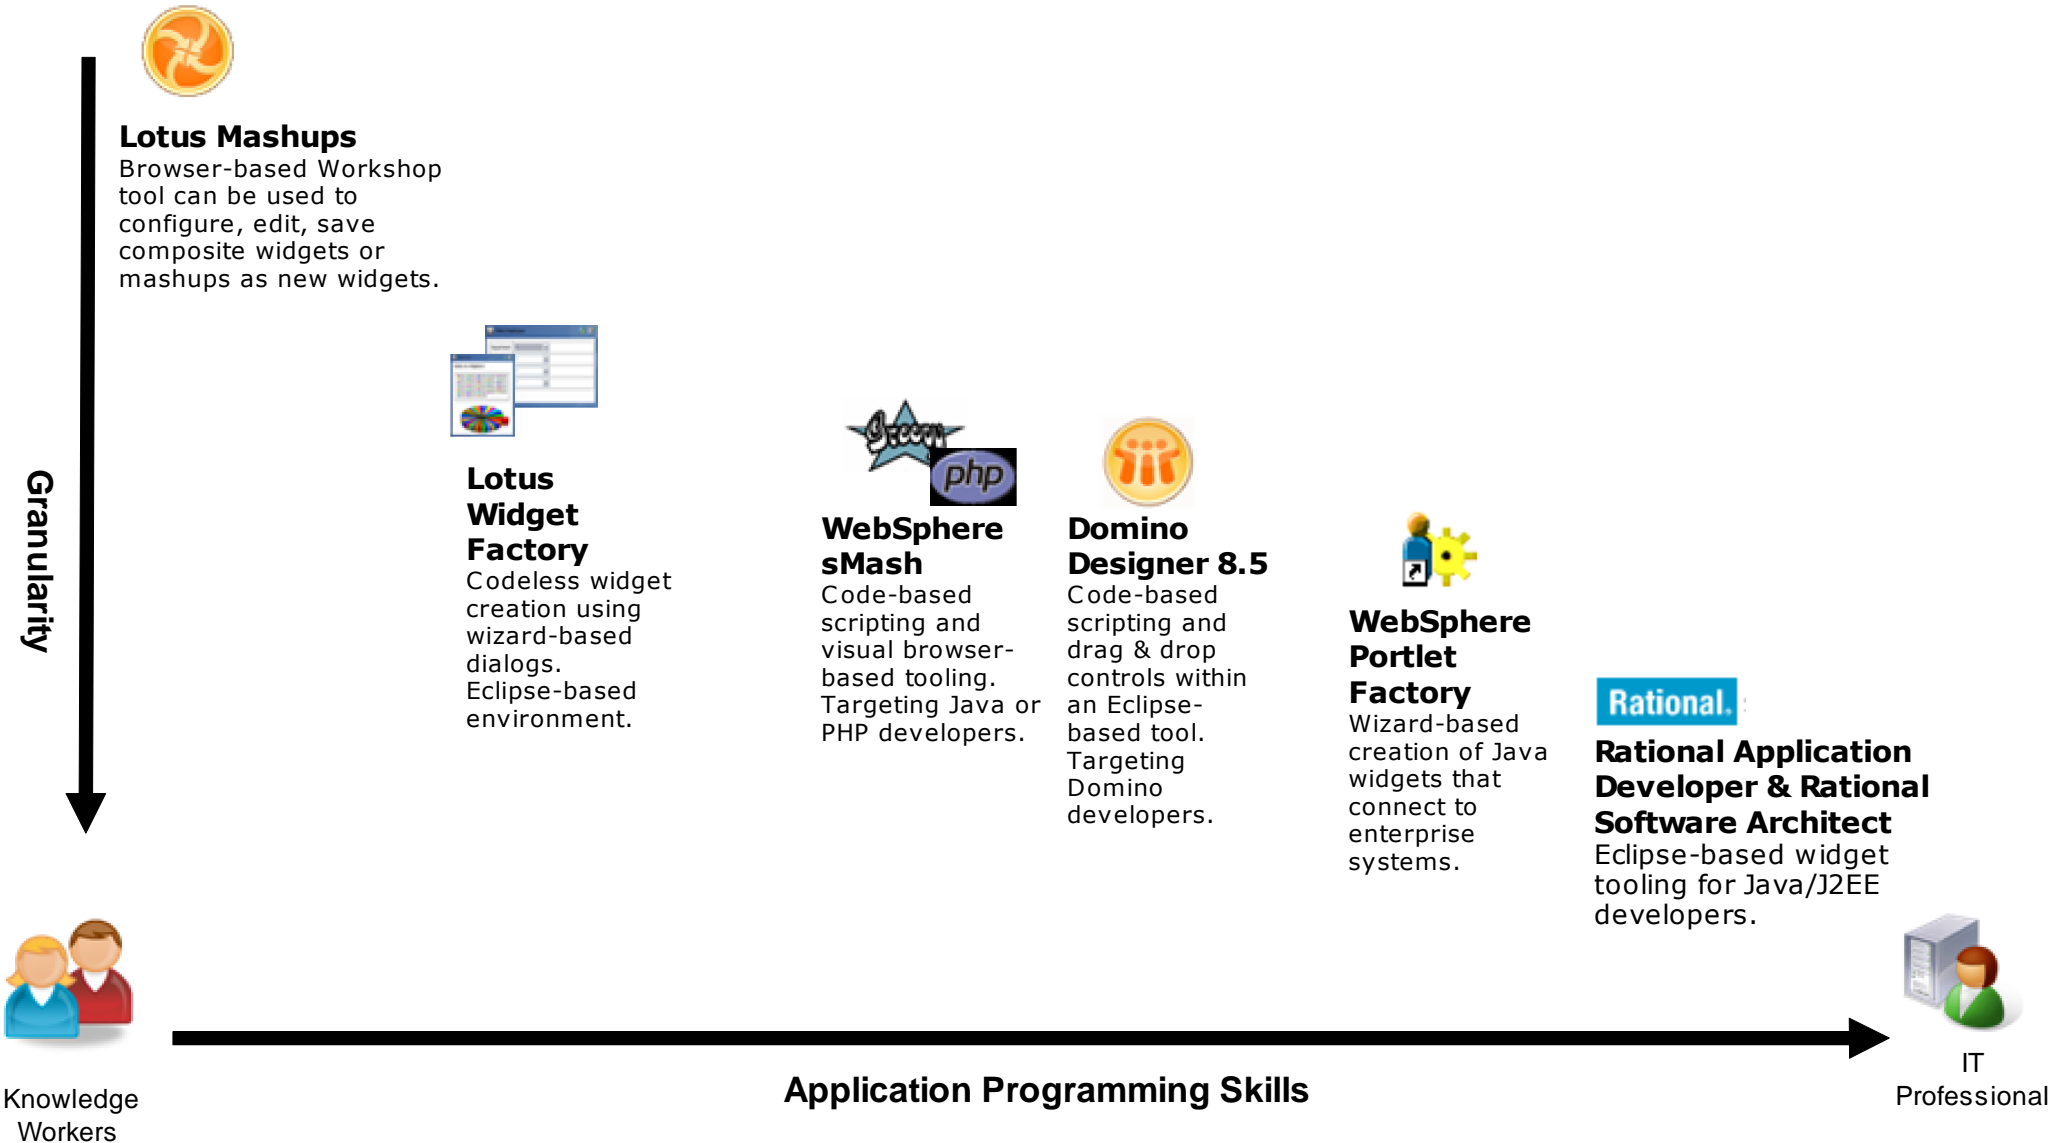 Lotus Mashups
Browser-based Workshop
tool can be used to
configure, edit, save
composite widgets or
mashups as new widgets.
Granularity
Lotus
Widget
Factory
Codeless widget
creation using
wizard-based
dialogs.
Eclipse-based
environment.
Groovy
php
WebSphere
sMash
Code-based
scripting and
visual browser-
based tooling.
Targeting Java or
PHP developers.
Domino
Designer 8.5
Code-based
scripting and
drag & drop
controls within
an Eclipse-
based tool.
Targeting
Domino
developers.
WebSphere
Portlet
Factory
Wizard-based
creation of Java
widgets that
connect to
enterprise
systems.
Rational.
Rational Application
Developer & Rational
Software Architect
Eclipse-based widget
tooling for Java/J2EE
developers.
Knowledge
Workers
Application Programming Skills
IT
Professional